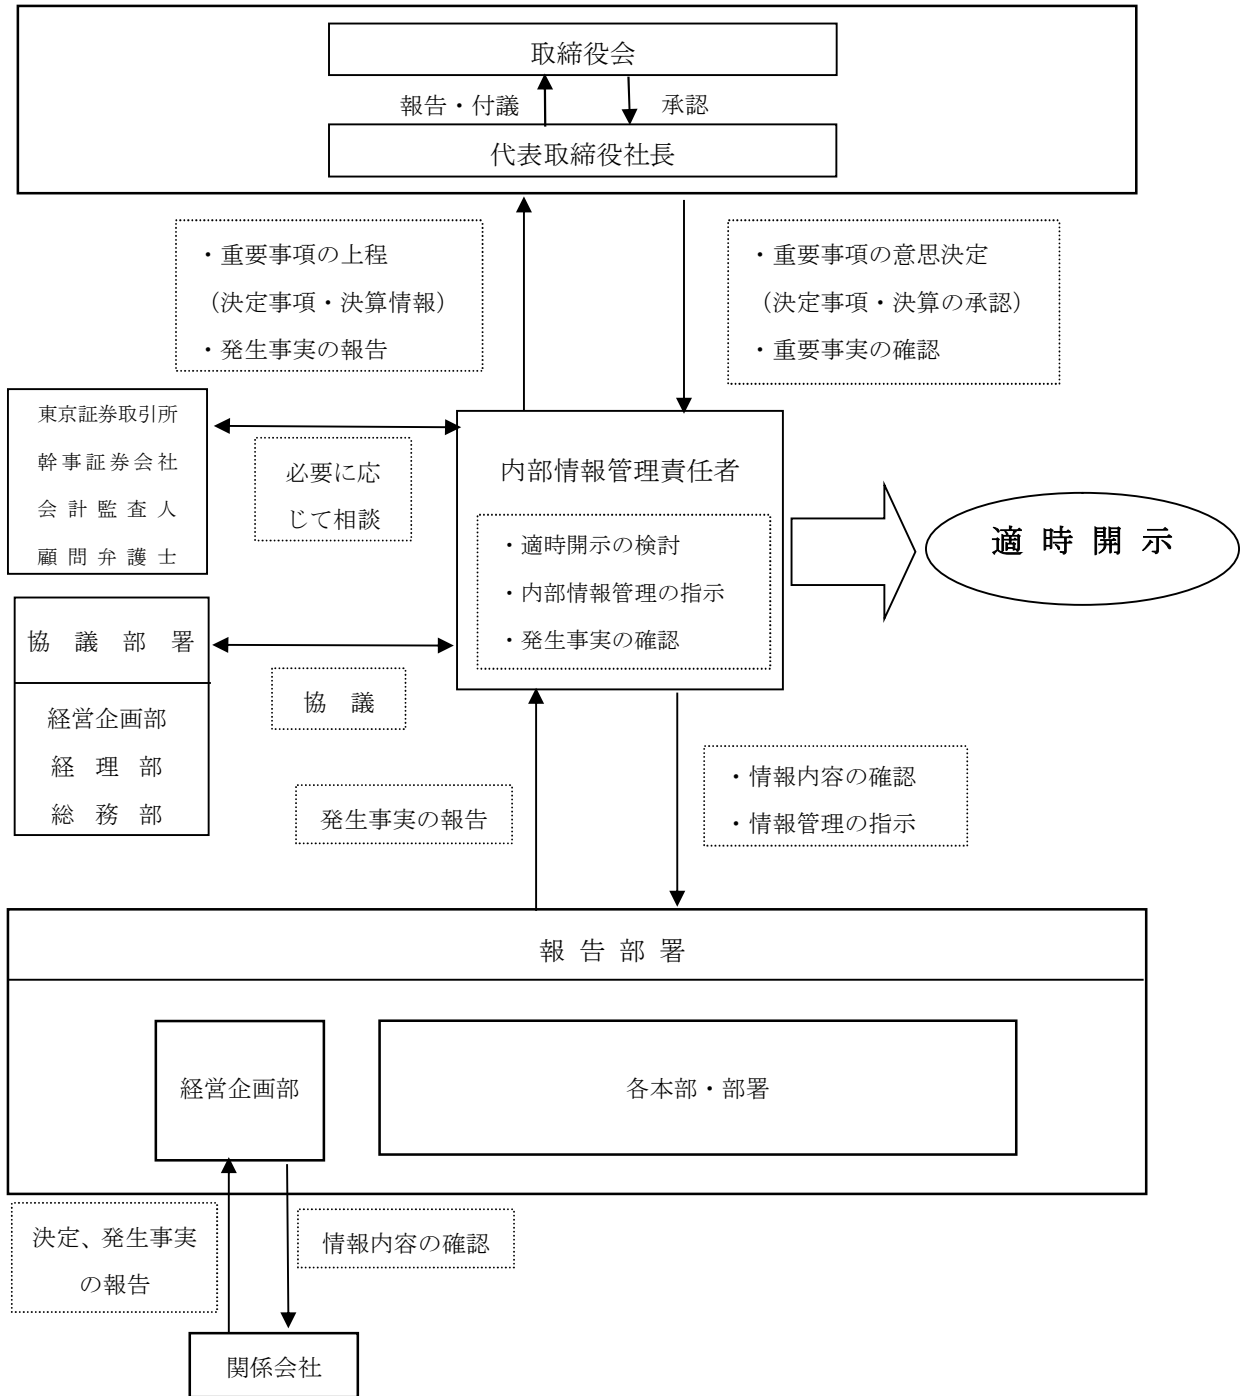 取締役会
報告・付議
承認
代表取締役社長
・重要事項の上程
（決定事項・決算情報）
・発生事実の報告
・重要事項の意思決定
（決定事項・決算の承認）
・重要事実の確認
東京証券取引所
幹事証券会社
会計監査人
顧問弁護士
必要に応
じて相談
内部情報管理責任者
・適時開示の検討
・内部情報管理の指示
・発生事実の確認
適時開示
協議部署
経営企画部
経理部
総務部
協議
発生事実の報告
・情報内容の確認
・情報管理の指示
報告部署
経営企画部
各本部・部署
決定、発生事実
の報告
情報内容の確認
関係会社